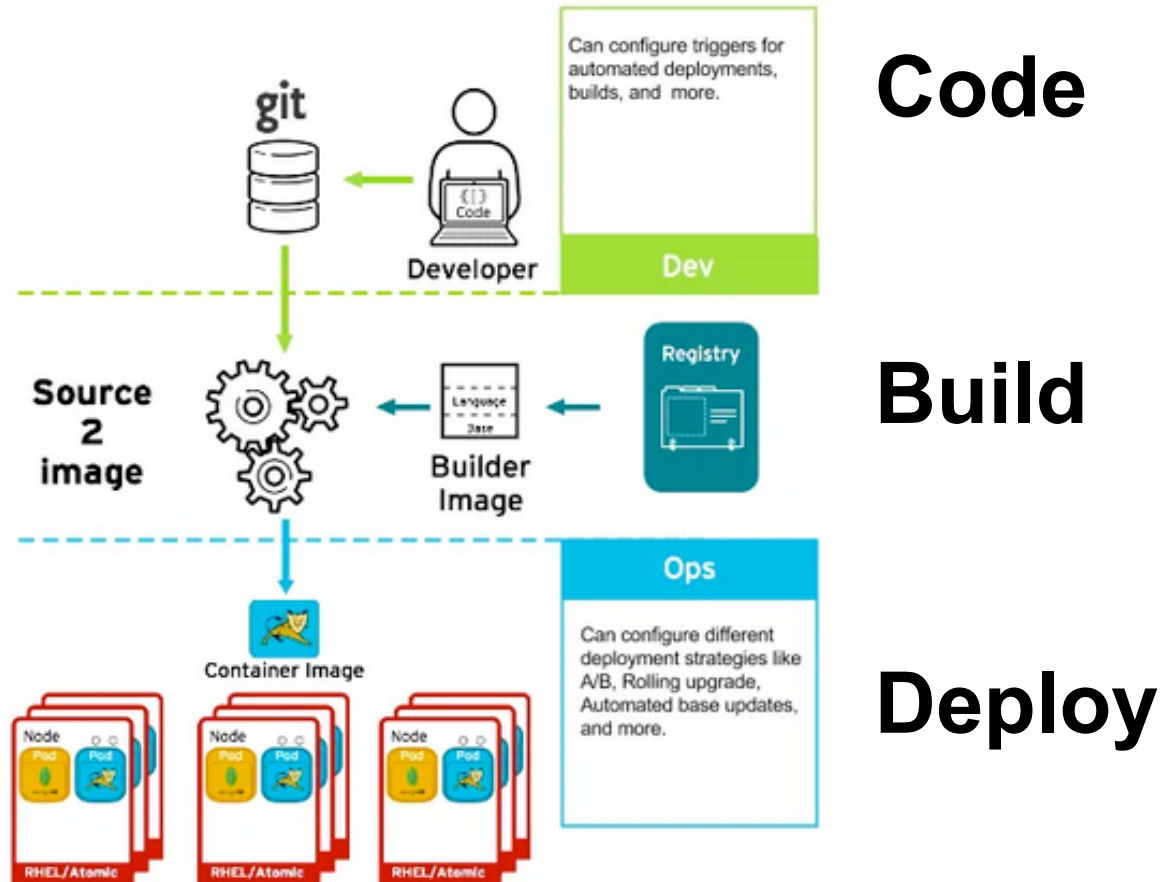 Can configure triggers for
automated deployments,
builds, and more.
Code
git
{[}
Code
Developer
Dev
Source
2
image
Language
Base
Builder
Image
Registry
Build
Ops
Container Image
Can configure different
deployment strategies like
A/B, Rolling upgrade,
Automated base updates,
and more.
Deploy
Node
Pod
Pod
RHEL/Atomic
Node
Pod
Pod
RHEL/Atomic
Node
Pod
Pod
RHEL/Atomic